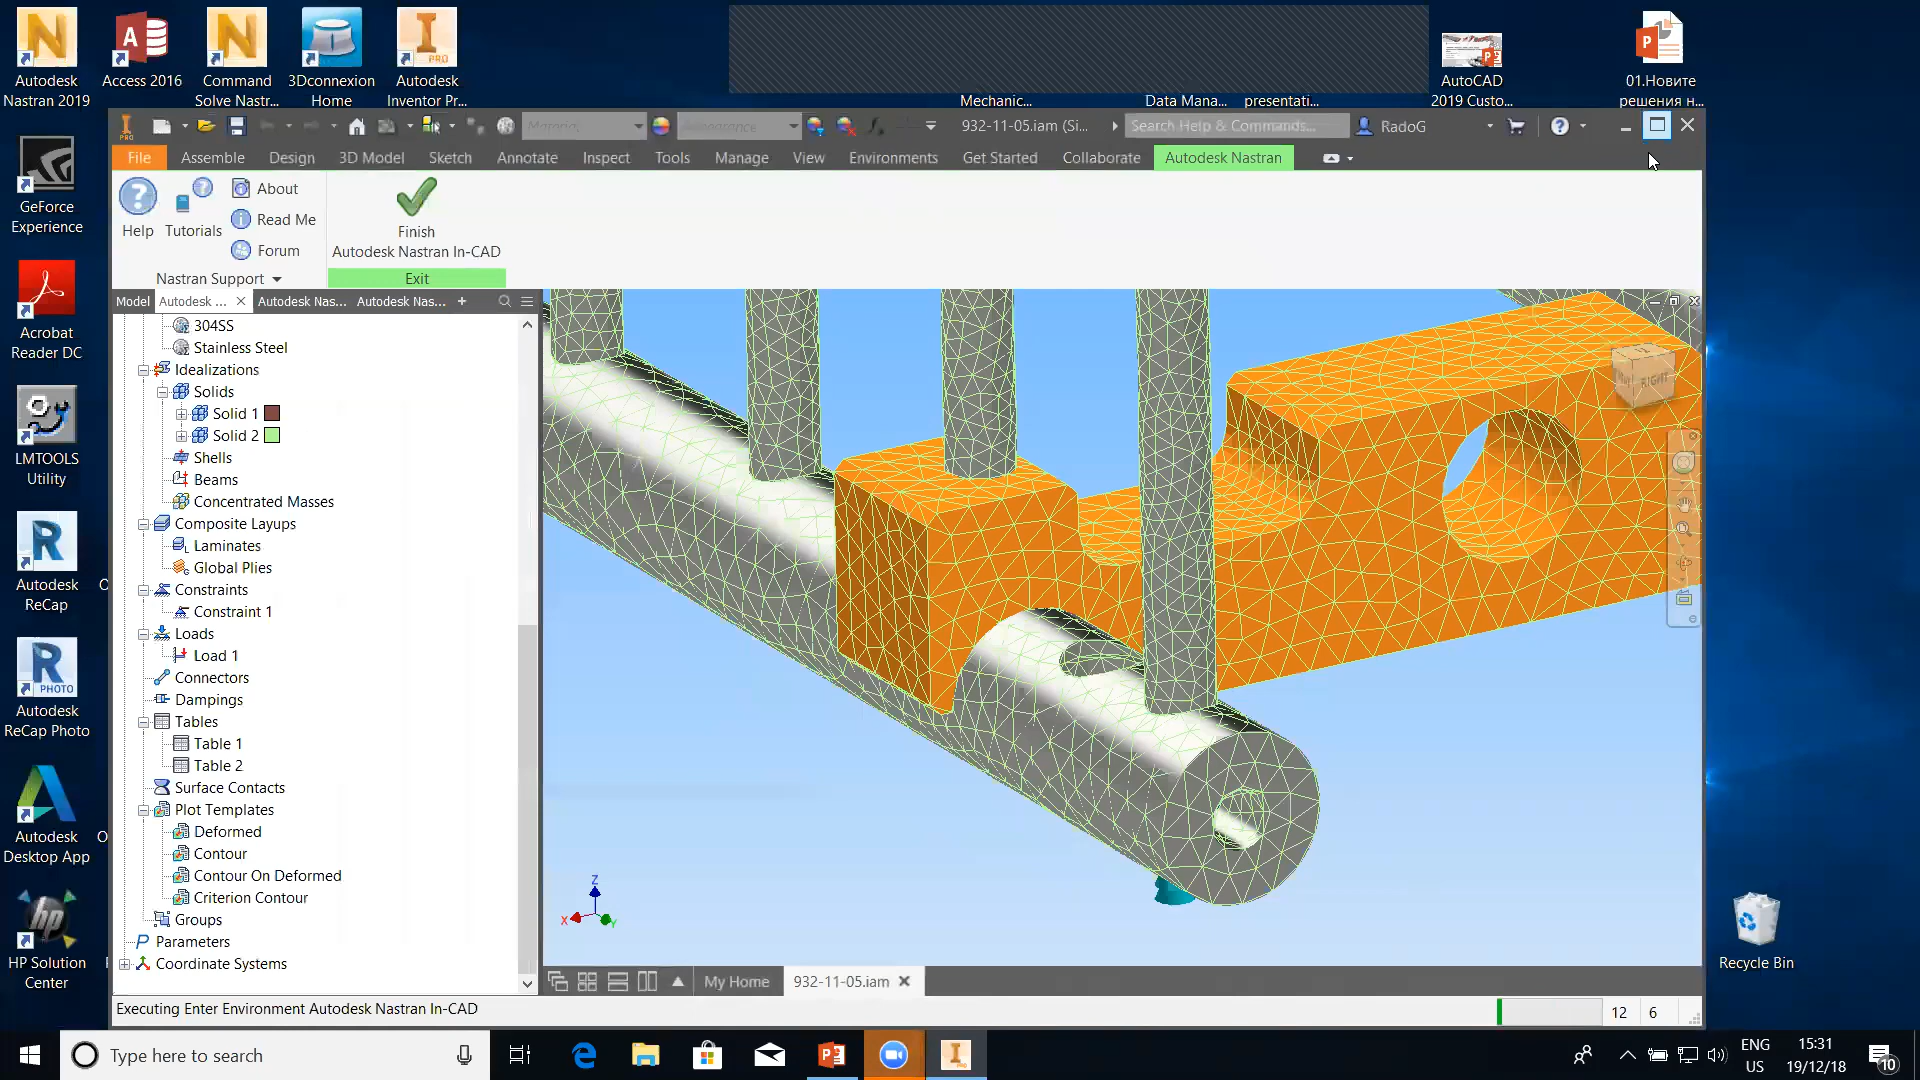 Autodesk
Nastran 2019
Access 2016
Command
Solve Nastr...
3Dconnexion
Home
Autodesk
Inventor Pr...
PRO
Mechanic...
Data Mana...
presentati...
AutoCAD
2019 Custo...
01.Новите
решения н...
PRO
Material
Appearance
932-11-05.iam (Si...
Search Help & Commands...
RadoG
File
Assemble
Design
3D Model
Sketch
Annotate
Inspect
Tools
Manage
View
Environments
Get Started
Collaborate
Autodesk Nastran
Help
Tutorials
About
Read Me
Forum
Finish
Autodesk Nastran In-CAD
Nastran Support
Exit
Model
Autodesk ...
Autodesk Nas...
Autodesk Nas...
304SS
Stainless Steel
Idealizations
Solids
Solid 1
Solid 2
Shells
Beams
Concentrated Masses
Composite Layups
Laminates
Global Plies
Constraints
Constraint 1
Loads
Load 1
Connectors
Dampings
Tables
Table 1
Table 2
Surface Contacts
Plot Templates
Deformed
Contour
Contour On Deformed
Criterion Contour
Groups
Parameters
Coordinate Systems
RIGHT
Z
X
Y
My Home
932-11-05.iam
Executing Enter Environment Autodesk Nastran In-CAD
12
6
GeForce
Experience
Acrobat
Reader DC
LMTOOLS
Utility
Autodesk
ReCap
PHOTO
Autodesk
ReCap Photo
Autodesk
Desktop App
HP Solution
Center
Recycle Bin
Type here to search
ENG
US
15:31
19/12/18
10